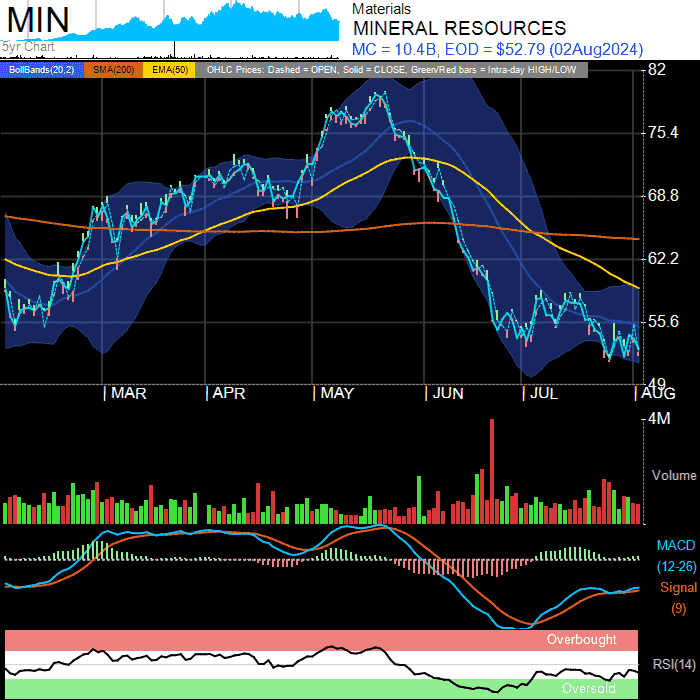 MIN
5yr Chart
Materials
MINERAL RESOURCES
MC = 10.4B, EOD = $52.79 (02Aug2024)
BollBands(20,2) SMA(200) EMA(50) OHLC Prices: Dashed = OPEN, Solid = CLOSE, Green/Red bars = Intra-day HIGH/LOW
82
75.4
68.8
62.2
55.6
49
MAR APR MAY JUN JUL AUG
4M
Volume
MACD
(12-26)
Signal
(9)
Overbought
RSI(14)
Oversold